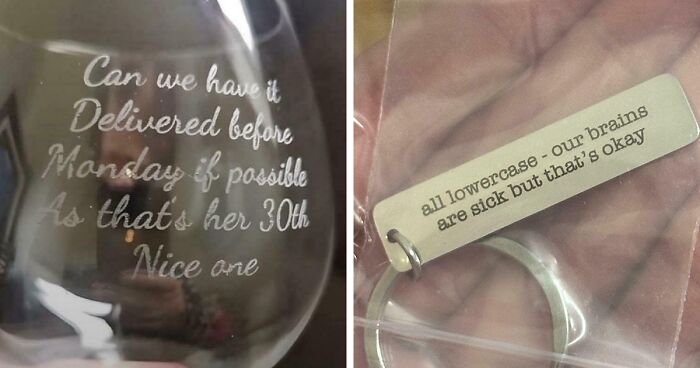 Can we have it
Delivered before
Monday if possible
As that's her 30th
Nice one
all lowercase - our brains
are sick but that's okay